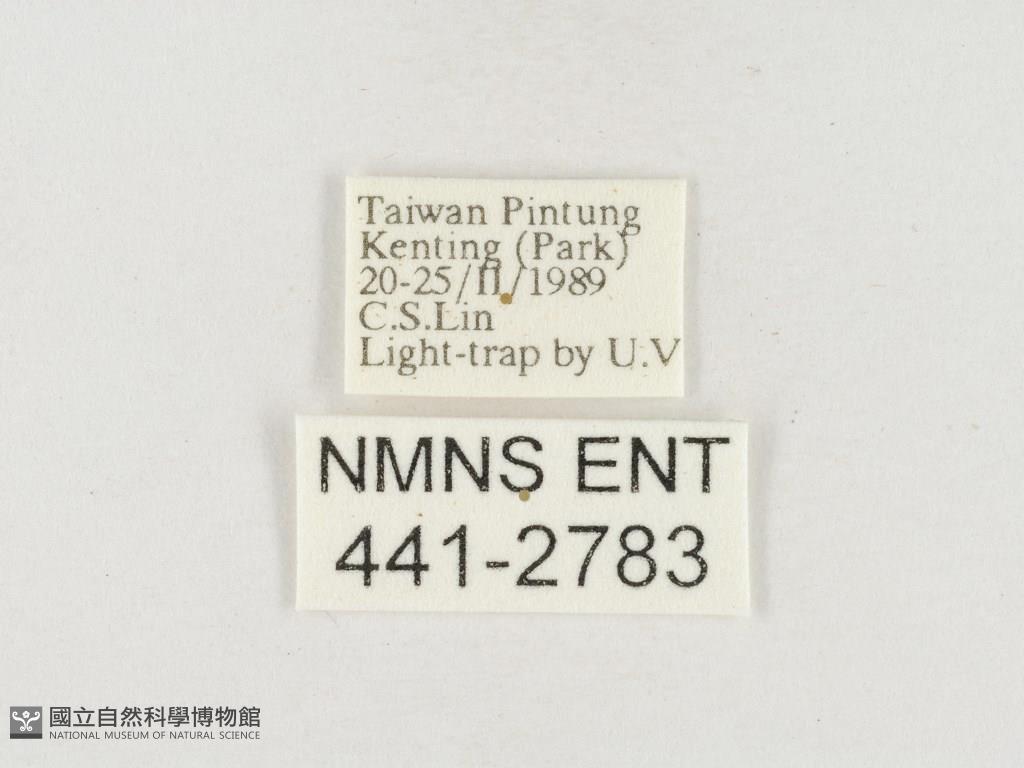 Taiwan Pintung
Kenting (Park)
20-25/II/1989
C.S.Lin
Light-trap by U.V
NMNS ENT
441-2783
國立自然科學博物館
NATIONAL MUSEUM OF NATURAL SCIENCE